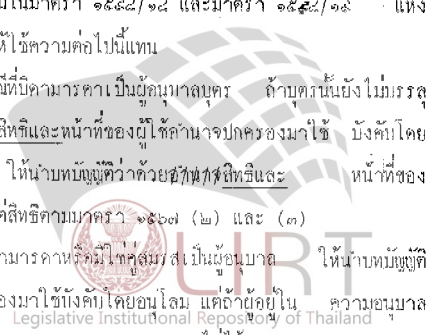 มในมาตรา ๑๕๙๘/๑๘ และมาตรา ๑๕๙๘/๑๙ แห่ง
ห้ใช้ความต่อไปนี้แทน
ณีที่บิดามารดาเป็นผู้อนุบาลบุตร ถ้าบุตรนั้นยังไม่บรรลุ
สิทธิและหน้าที่ของผู้ใช้อำนาจปกครองมาใช้ บังคับโดย
ให้นำบทบัญญัติว่าด้วยสิทธิและ หน้าที่ของ
ต่สิทธิตามมาตรา ๑๕๖๗ (๒) และ (๓)
ามารดาหรือมิใช่คู่สมรสเป็นผู้อนุบาล ให้นำบทบัญญัติ
องมาใช้บังคับโดยอนุโลม แต่ถ้าผู้อยู่ใน ความอนุบาล
LIRT
Legislative Institutional Repository of Thailand